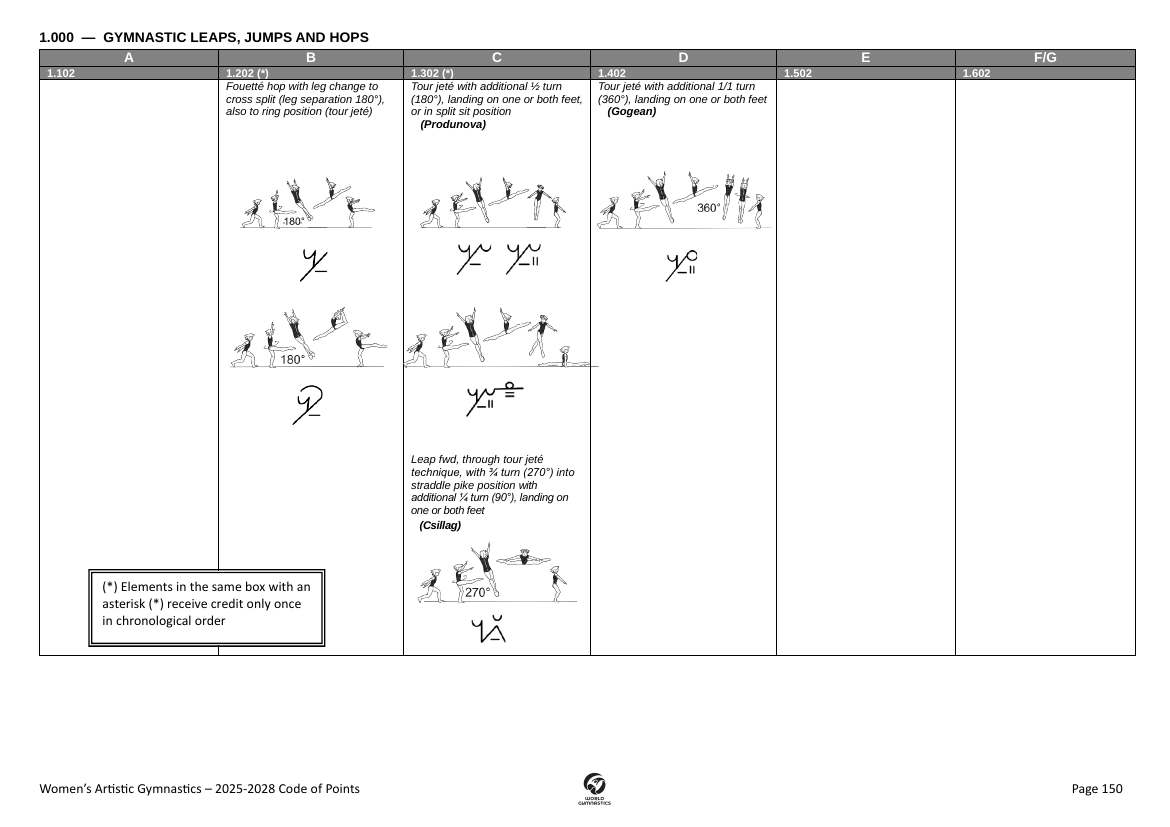 1.000 — GYMNASTIC LEAPS, JUMPS AND HOPS
A B C D E F/G
1.102 1.202 (*) 1.302 (*) 1.402 1.502 1.602
Fouetté hop with leg change to
cross split (leg separation 180°),
also to ring position (tour jeté)
180°
180°
Tour jeté with additional ½ turn
(180°), landing on one or both feet,
or in split sit position
(Produnova)
Leap fwd, through tour jeté
technique, with ¾ turn (270°) into
straddle pike position with
additional ¼ turn (90°), landing on
one or both feet
(Csillag)
270°
Tour jeté with additional 1/1 turn
(360°), landing on one or both feet
(Gogean)
360°
(*) Elements in the same box with an
asterisk (*) receive credit only once
in chronological order
Women's Artistic Gymnastics – 2025-2028 Code of Points
WORLD
GYMNASTICS
Page 150